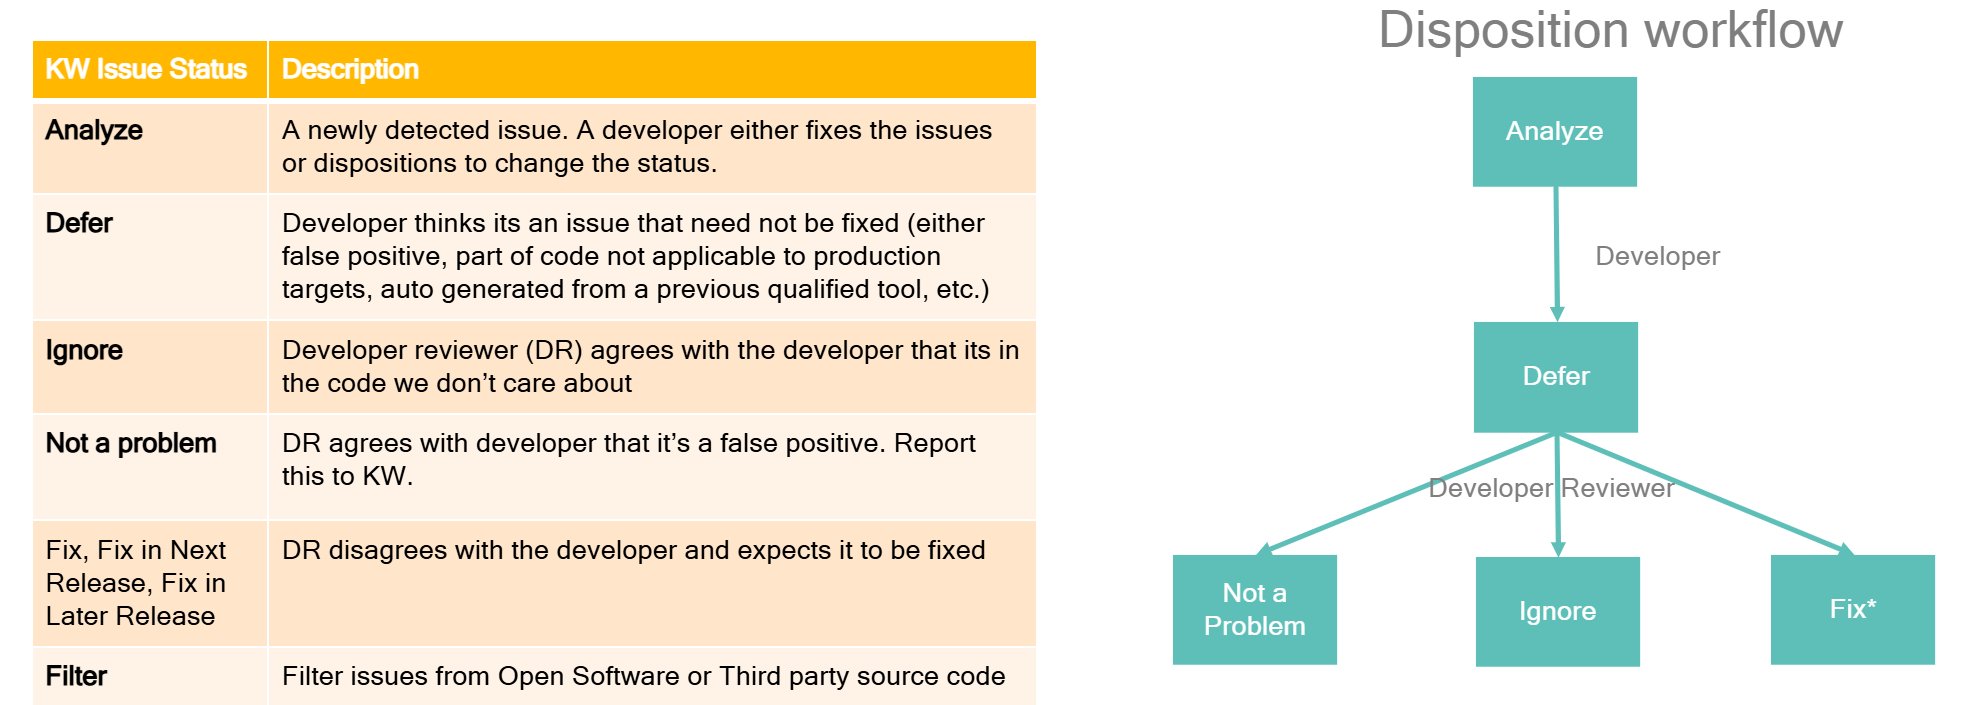 KW Issue Status
Description
Analyze
A newly detected issue. A developer either fixes the issues
or dispositions to change the status.
Defer
Developer thinks its an issue that need not be fixed (either
false positive, part of code not applicable to production
targets, auto generated from a previous qualified tool, etc.)
Ignore
Developer reviewer (DR) agrees with the developer that its in
the code we don’t care about
Not a problem
DR agrees with developer that it’s a false positive. Report
this to KW.
Fix, Fix in Next
Release, Fix in
Later Release
DR disagrees with the developer and expects it to be fixed
Filter
Filter issues from Open Software or Third party source code
Disposition workflow
Analyze
Developer
Defer
Developer Reviewer
Not a
Problem
Ignore
Fix*